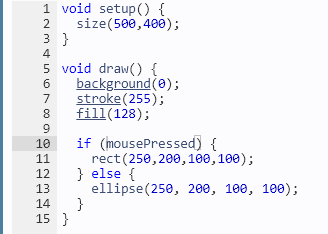 1 void setup() {
2   size(500,400);
3 }
4
5 void draw() {
6   background(0);
7   stroke(255);
8   fill(128);
9
10   if (mousePressed) {
11     rect(250,200,100,100);
12   } else {
13     ellipse(250, 200, 100, 100);
14   }
15 }